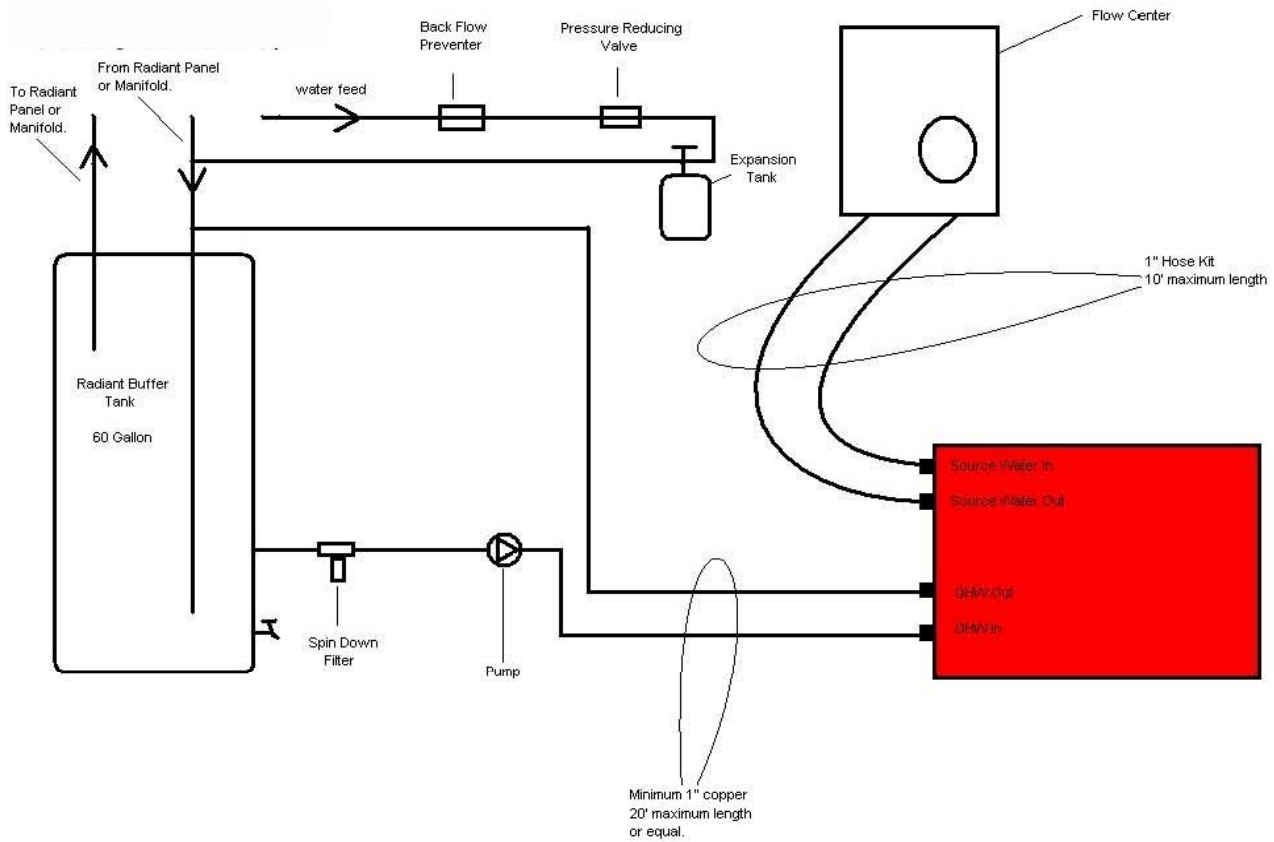 Flow Center
Back Flow
Preventer
Pressure Reducing
Valve
From Radiant Panel
or Manifold.
To Radiant
Panel or
Manifold.
water feed
Expansion
Tank
1" Hose Kit
10' maximum length
Radiant Buffer
Tank
60 Gallon
Source Water In
Source Water Out
DHW Out
DHW In
Spin Down
Filter
Pump
Minimum 1" copper
20' maximum length
or equal.